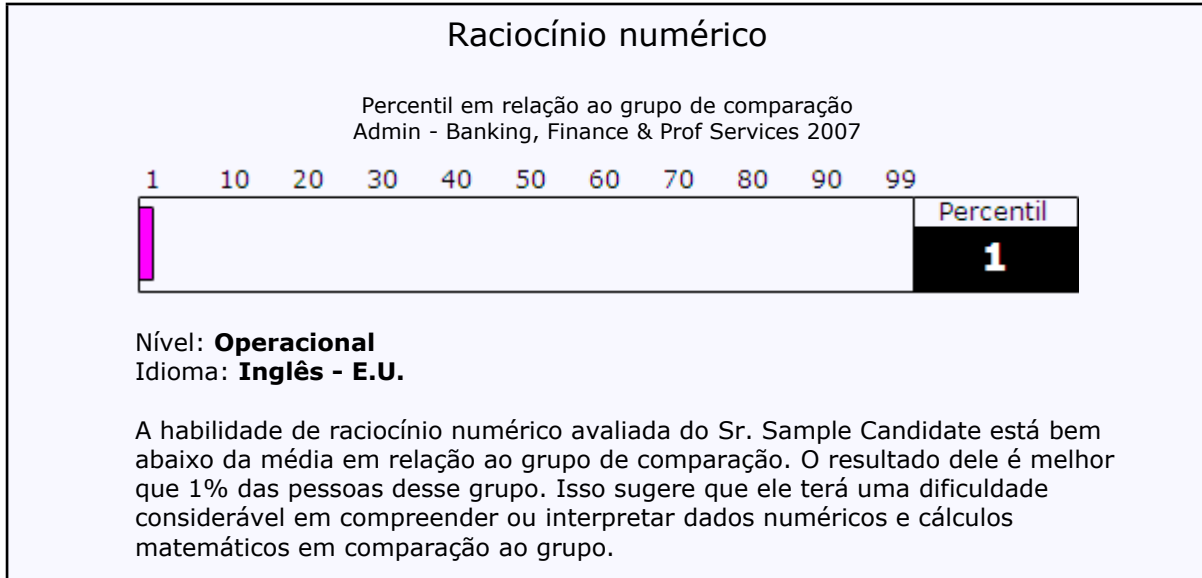 Raciocínio numérico
Percentil em relação ao grupo de comparação
Admin - Banking, Finance & Prof Services 2007
1 10 20 30 40 50 60 70 80 90 99
Percentil
1
Nível: Operacional
Idioma: Inglês - E.U.
A habilidade de raciocínio numérico avaliada do Sr. Sample Candidate está bem
abaixo da média em relação ao grupo de comparação. O resultado dele é melhor
que 1% das pessoas desse grupo. Isso sugere que ele terá uma dificuldade
considerável em compreender ou interpretar dados numéricos e cálculos
matemáticos em comparação ao grupo.